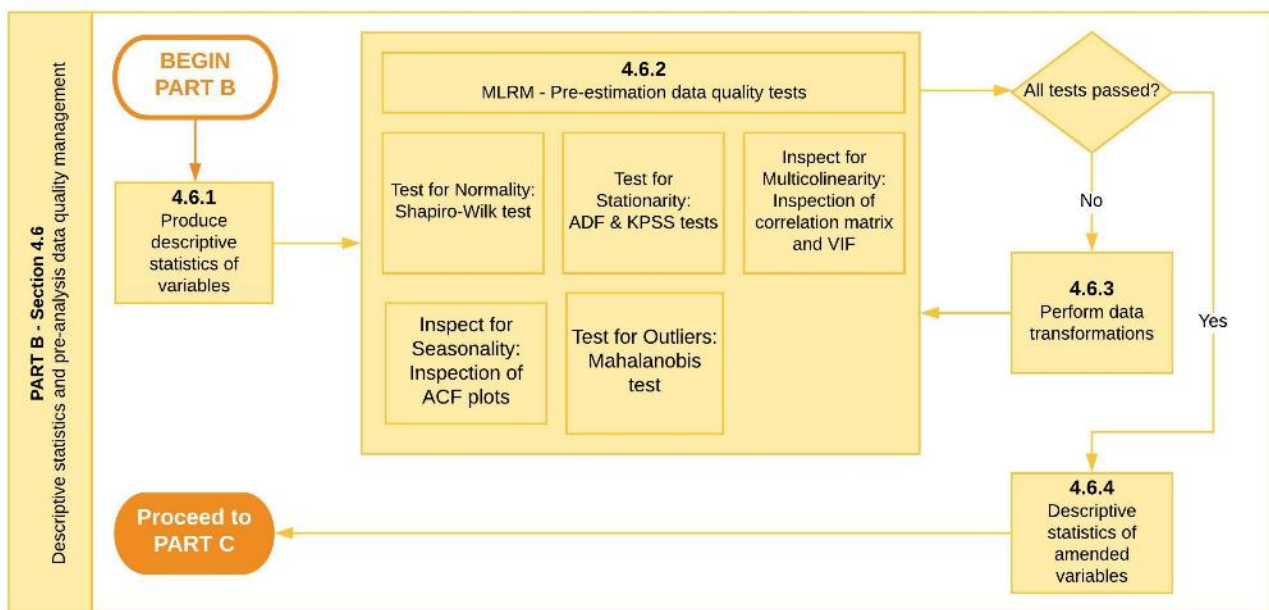 PART B - Section 4.6
Descriptive statistics and pre-analysis data quality management
BEGIN
PART B
4.6.1
Produce
descriptive
statistics of
variables
4.6.2
MLRM - Pre-estimation data quality tests
Test for Normality:
Shapiro-Wilk test
Test for
Stationarity:
ADF & KPSS tests
Inspect for
Multicolinearity:
Inspection of
correlation matrix
and VIF
Inspect for
Seasonality:
Inspection of
ACF plots
Test for Outliers:
Mahalanobis
test
All tests passed?
No
Yes
4.6.3
Perform data
transformations
4.6.4
Descriptive
statistics of
amended
variables
Proceed to
PART C